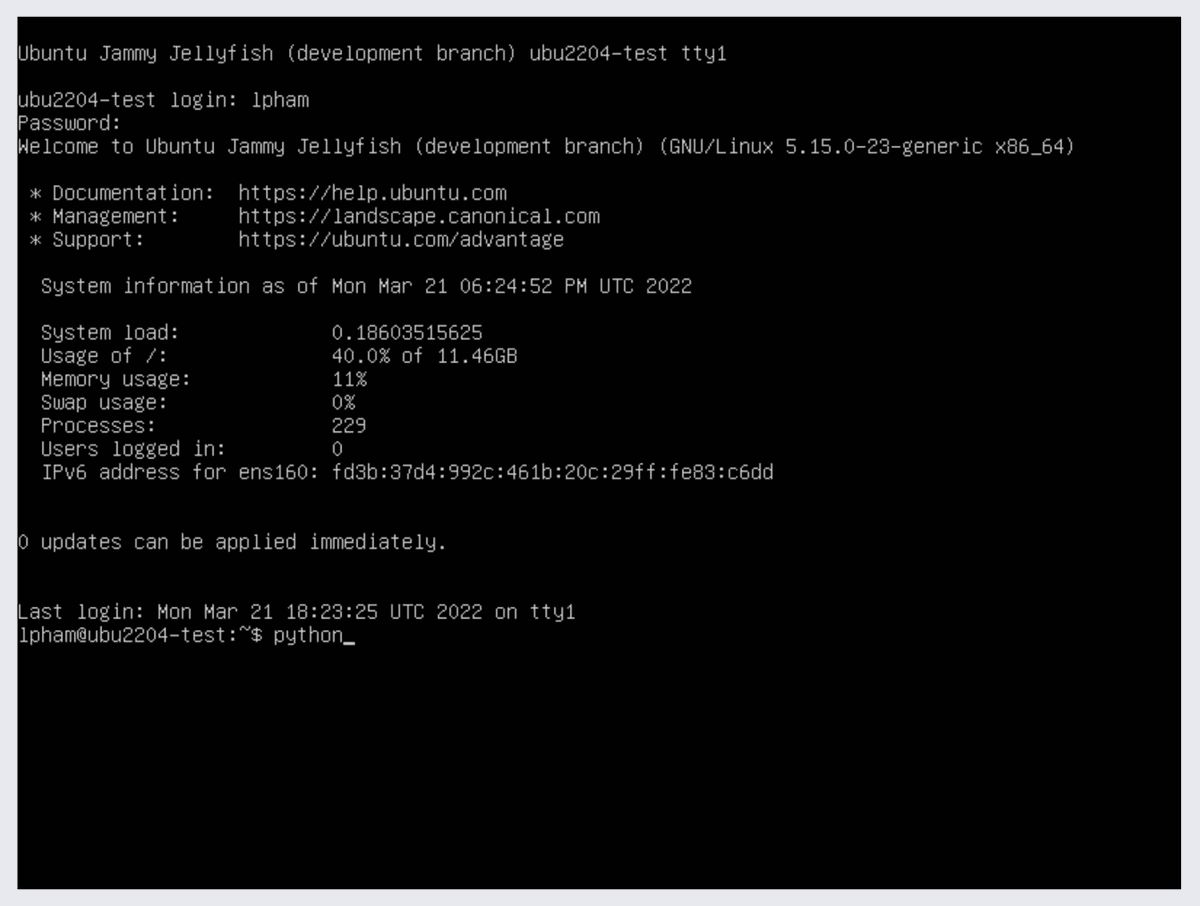 Ubuntu Jammy Jellyfish (development branch) ubu2204-test tty1
ubu2204-test login: lpham
Password:
Welcome to Ubuntu Jammy Jellyfish (development branch) (GNU/Linux 5.15.0-23-generic x86_64)
* Documentation:  https://help.ubuntu.com
* Management:     https://landscape.canonical.com
* Support:        https://ubuntu.com/advantage
System information as of Mon Mar 21 06:24:52 PM UTC 2022
System load:             0.18603515625
Usage of /:              40.0% of 11.46GB
Memory usage:            11%
Swap usage:              0%
Processes:               229
Users logged in:         0
IPv6 address for ens160: fd3b:37d4:992c:461b:20c:29ff:fe83:c6dd
0 updates can be applied immediately.
Last login: Mon Mar 21 18:23:25 UTC 2022 on tty1
lpham@ubu2204-test:~$ python_